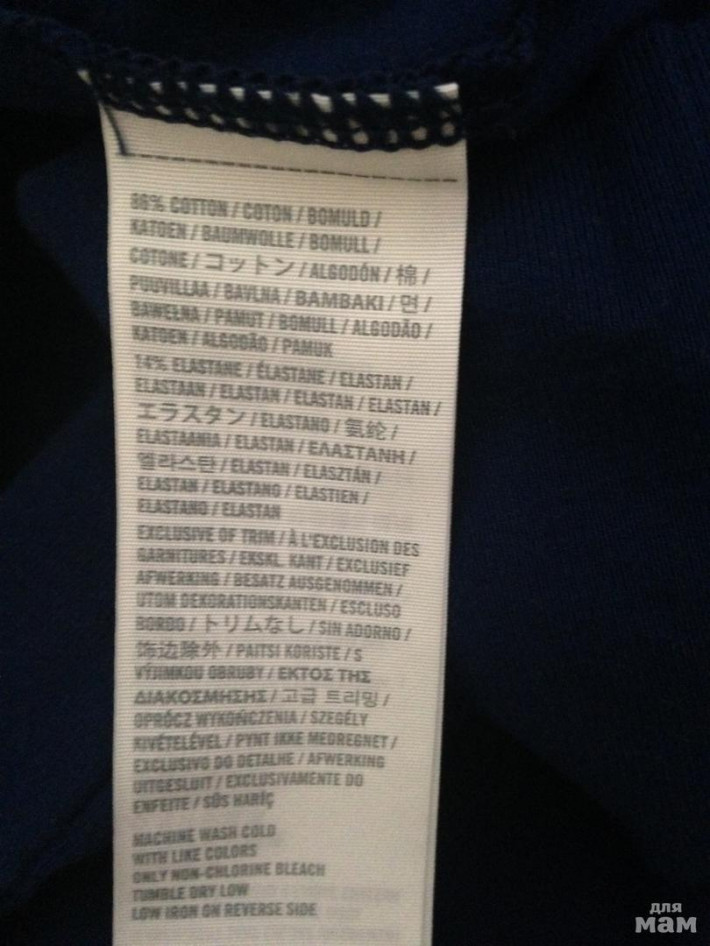 86% COTTON / COTON / BOMULD /
KATOEN / BAUMWOLLE / BOMULL /
COTONE / コットン / ALGODÓN / 棉 /
PUUVILLAA / BAVLNA / BAMBAKI / 면 /
BAWEŁNA / PAMUT / BOMULL / ALGODÃO /
KATOEN / ALGODÃO / PAMUK
14% ELASTANE / ÉLASTANE / ELASTAN /
ELASTAAN / ELASTAN / ELASTAN / ELASTAN /
エラスタン / ELASTANO / 氨纶 /
ELASTAANIA / ELASTAN / ΕΛΑΣΤΑΝΗ /
엘라스탄 / ELASTAN / ELASZTÁN /
ELASTAN / ELASTANO / ELASTIEN /
ELASTANO / ELASTAN
EXCLUSIVE OF TRIM / À L'EXCLUSION DES
GARNITURES / EKSKL. KANT / EXCLUSIEF
AFWERKING / BESATZ AUSGENOMMEN /
UTOM DEKORATIONSKANTEN / ESCLUSO
BORDO / トリムなし / SIN ADORNO /
饰边除外 / PAITSI KORISTE / S
VÝJIMKOU OBRUBY / ΕΚΤΟΣ ΤΗΣ
ΔΙΑΚΟΣΜΗΣΗΣ / 고급 트리밍 /
OPRÓCZ WYKOŃCZENIA / SZEGÉLY
KIVÉTELÉVEL / PYNT IKKE MEDREGNET /
EXCLUSIVO DO DETALHE / AFWERKING
UITGESLUIT / EXCLUSIVAMENTE DO
ENFEITE / SÜS HARİÇ
MACHINE WASH COLD
WITH LIKE COLORS
ONLY NON-CHLORINE BLEACH
TUMBLE DRY LOW
LOW IRON ON REVERSE SIDE
для
мам